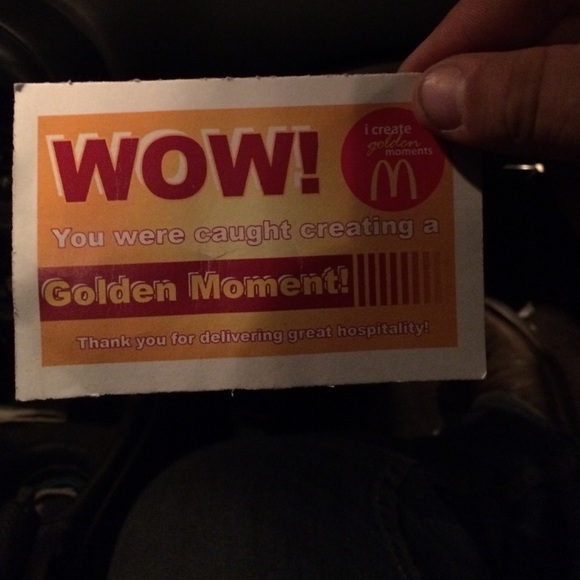 WOW!
i create
golden
moments
M
You were caught creating a
Golden Moment!
Thank you for delivering great hospitality!